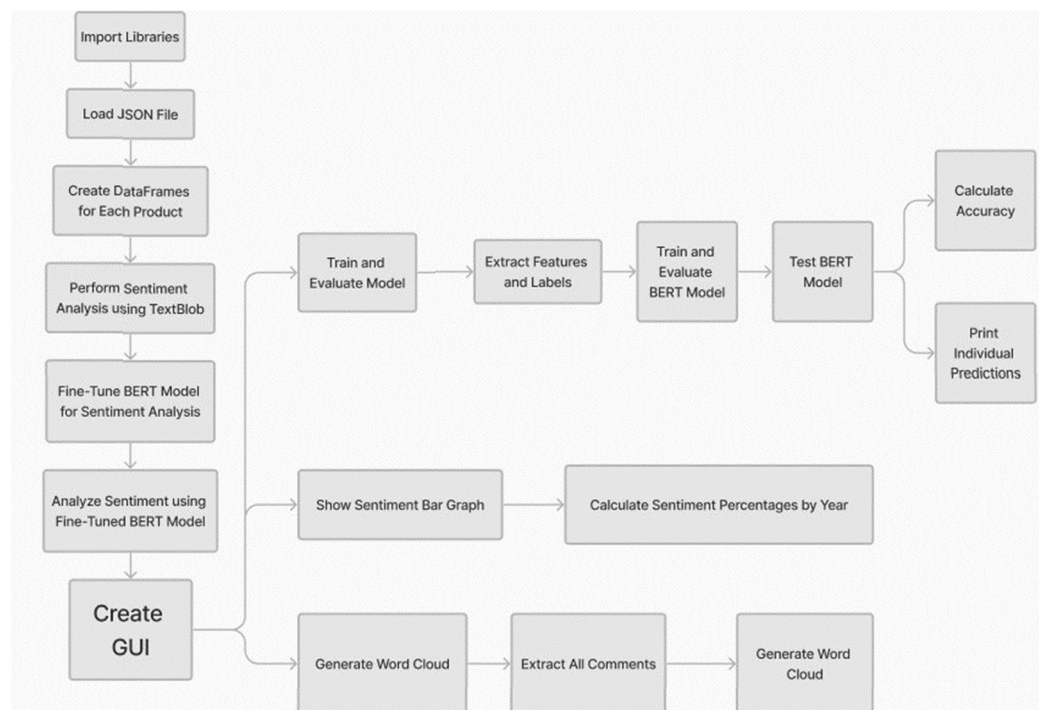 Import Libraries
Load JSON File
Create DataFrames
for Each Product
Perform Sentiment
Analysis using TextBlob
Fine-Tune BERT Model
for Sentiment Analysis
Analyze Sentiment using
Fine-Tuned BERT Model
Create
GUI
Train and
Evaluate Model
Extract Features
and Labels
Train and
Evaluate
BERT Model
Test BERT
Model
Calculate
Accuracy
Print
Individual
Predictions
Show Sentiment Bar Graph
Calculate Sentiment Percentages by Year
Generate Word Cloud
Extract All Comments
Generate Word
Cloud